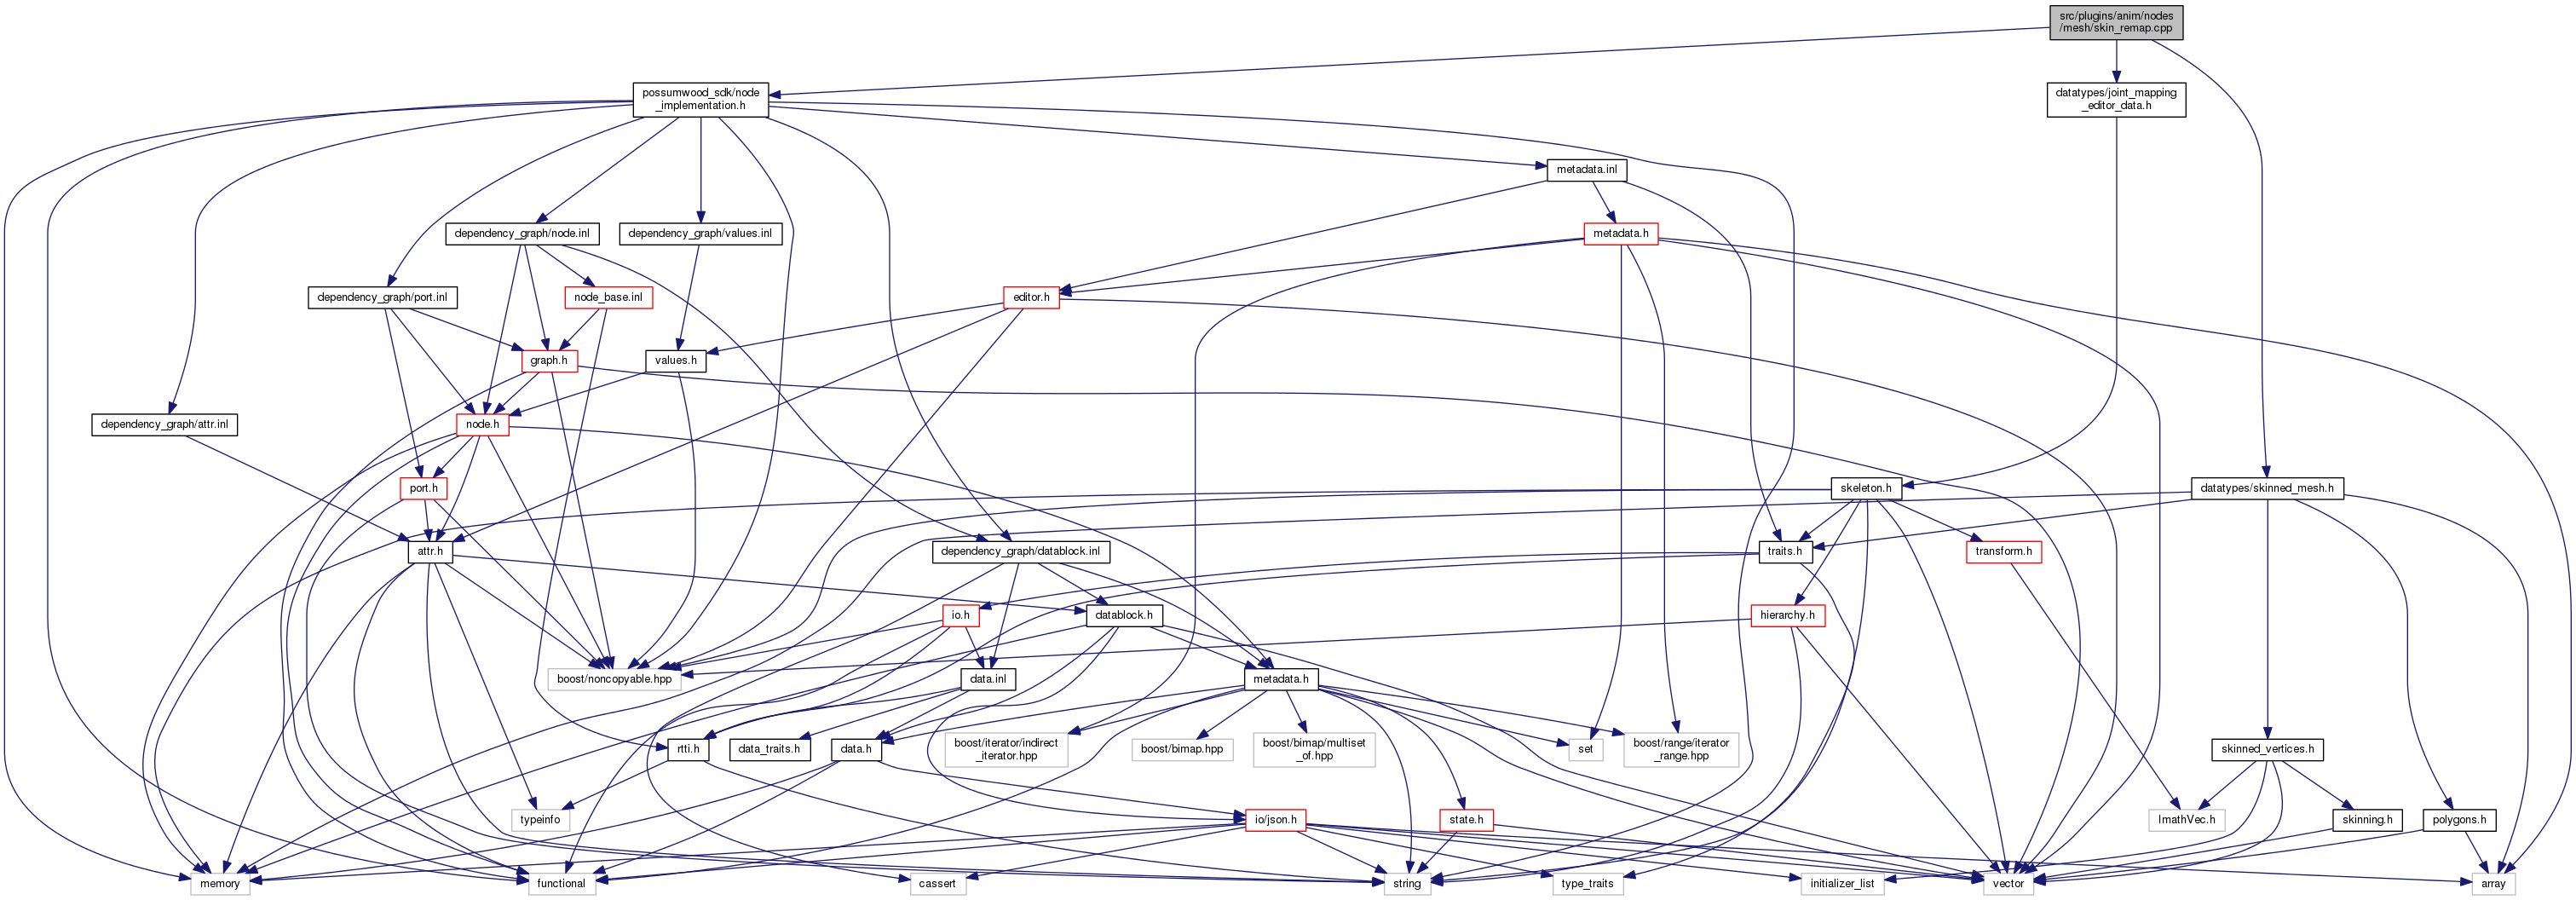 src/plugins/anim/nodes
/mesh/skin_remap.cpp
possumwood_sdk/node
_implementation.h
datatypes/joint_mapping
_editor_data.h
metadata.inl
dependency_graph/node.inl
dependency_graph/values.inl
metadata.h
dependency_graph/port.inl
node_base.inl
editor.h
graph.h
values.h
dependency_graph/attr.inl
node.h
port.h
skeleton.h
datatypes/skinned_mesh.h
attr.h
dependency_graph/datablock.inl
traits.h
transform.h
io.h
datablock.h
hierarchy.h
boost/noncopyable.hpp
data.inl
metadata.h
rtti.h
data_traits.h
data.h
boost/iterator/indirect
_iterator.hpp
boost/bimap.hpp
boost/bimap/multiset
_of.hpp
set
boost/range/iterator
_range.hpp
skinned_vertices.h
typeinfo
io/json.h
state.h
ImathVec.h
skinning.h
polygons.h
memory
functional
cassert
string
type_traits
initializer_list
vector
array